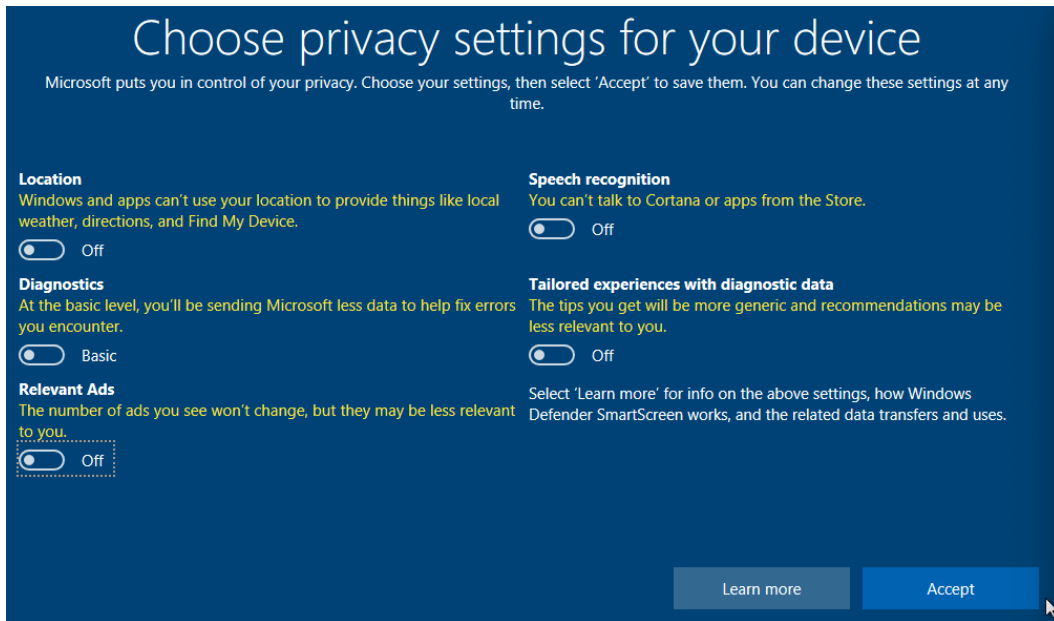 Choose privacy settings for your device
Microsoft puts you in control of your privacy. Choose your settings, then select ‘Accept’ to save them. You can change these settings at any
time.
Location
Windows and apps can’t use your location to provide things like local
weather, directions, and Find My Device.
Off
Diagnostics
At the basic level, you’ll be sending Microsoft less data to help fix errors
you encounter.
Basic
Relevant Ads
The number of ads you see won’t change, but they may be less relevant
to you.
Off
Speech recognition
You can’t talk to Cortana or apps from the Store.
Off
Tailored experiences with diagnostic data
The tips you get will be more generic and recommendations may be
less relevant to you.
Off
Select ‘Learn more’ for info on the above settings, how Windows
Defender SmartScreen works, and the related data transfers and uses.
Learn more
Accept